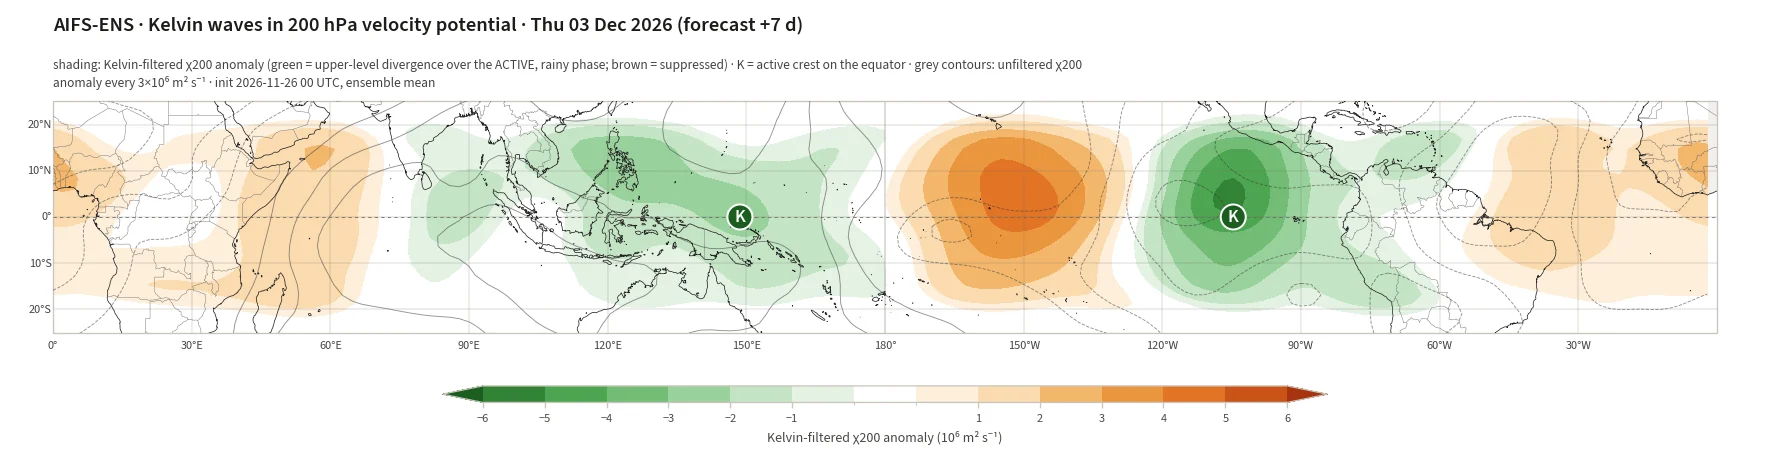 AIFS-ENS · Kelvin waves in 200 hPa velocity potential · Thu 03 Dec 2026 (forecast +7 d)
shading: Kelvin-filtered χ200 anomaly (green = upper-level divergence over the ACTIVE, rainy phase; brown = suppressed) · K = active crest on the equator · grey contours: unfiltered χ200
anomaly every 3×10⁶ m² s⁻¹ · init 2026-11-26 00 UTC, ensemble mean
20°N
10°N
0°
10°S
20°S
K K
0° 30°E 60°E 90°E 120°E 150°E 180° 150°W 120°W 90°W 60°W 30°W
−6 −5 −4 −3 −2 −1 1 2 3 4 5 6
Kelvin-filtered χ200 anomaly (10⁶ m² s⁻¹)